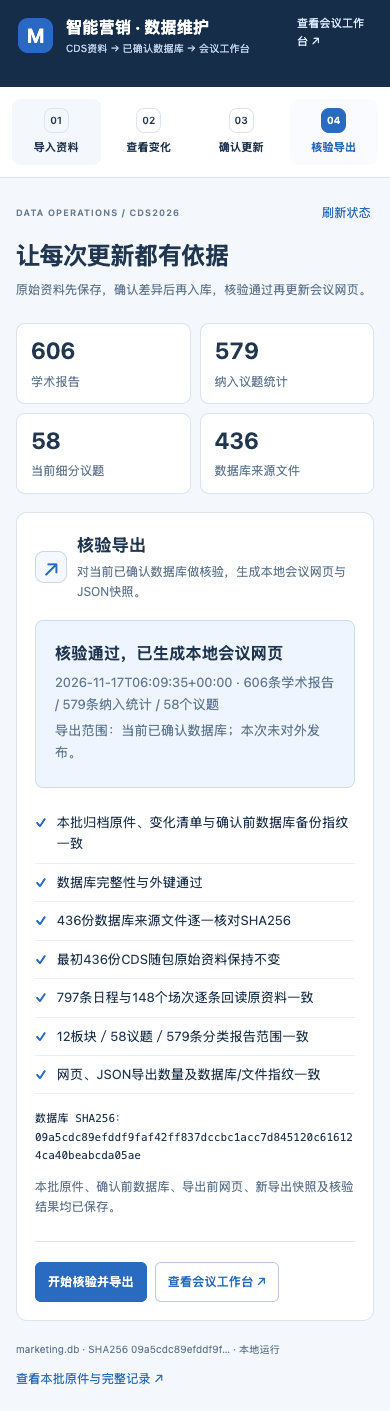 M
智能营销 · 数据维护
CDS资料 → 已确认数据库 → 会议工作台
查看会议工作
台 ↗
01
导入资料
02
查看变化
03
确认更新
04
核验导出
DATA OPERATIONS / CDS2026
刷新状态
让每次更新都有依据
原始资料先保存，确认差异后再入库，核验通过再更新会议网页。
606
学术报告
579
纳入议题统计
58
当前细分议题
436
数据库来源文件
↗
核验导出
对当前已确认数据库做核验，生成本地会议网页与
JSON快照。
核验通过，已生成本地会议网页
2026-11-17T06:09:35+00:00 · 606条学术报告
/ 579条纳入统计 / 58个议题
导出范围：当前已确认数据库；本次未对外发
布。
✓ 本批归档原件、变化清单与确认前数据库备份指纹
一致
✓ 数据库完整性与外键通过
✓ 436份数据库来源文件逐一核对SHA256
✓ 最初436份CDS随包原始资料保持不变
✓ 797条日程与148个场次逐条回读原资料一致
✓ 12板块 / 58议题 / 579条分类报告范围一致
✓ 网页、JSON导出数量及数据库/文件指纹一致
数据库 SHA256：
09a5cdc89efddf9faf42ff837dccbc1acc7d845120c61612
4ca40beabcda05ae
本批原件、确认前数据库、导出前网页、新导出快照及核验
结果均已保存。
开始核验并导出
查看会议工作台 ↗
marketing.db · SHA256 09a5cdc89efddf9f… · 本地运行
查看本批原件与完整记录 ↗